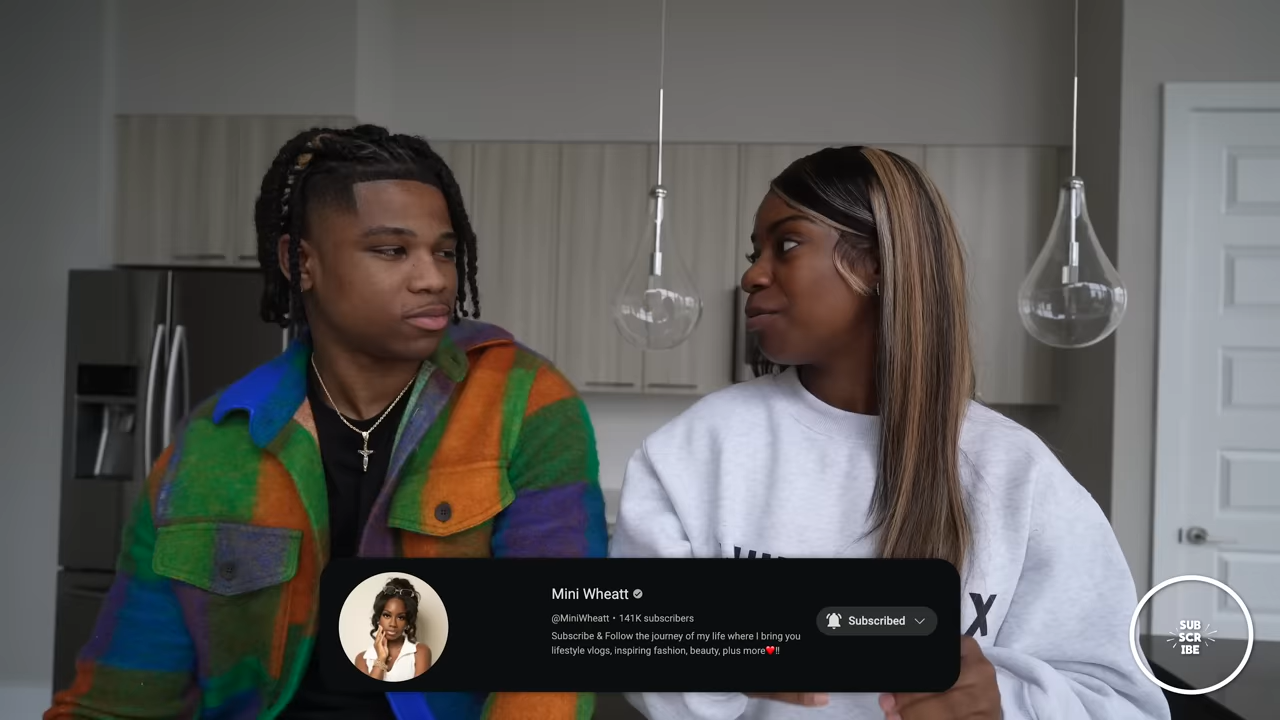 Mini Wheatt
@MiniWheatt • 141K subscribers
Subscribe & Follow the journey of my life where I bring you
lifestyle vlogs, inspiring fashion, beauty, plus more❤️‼️
Subscribed
SUB
SCR
IBE
X